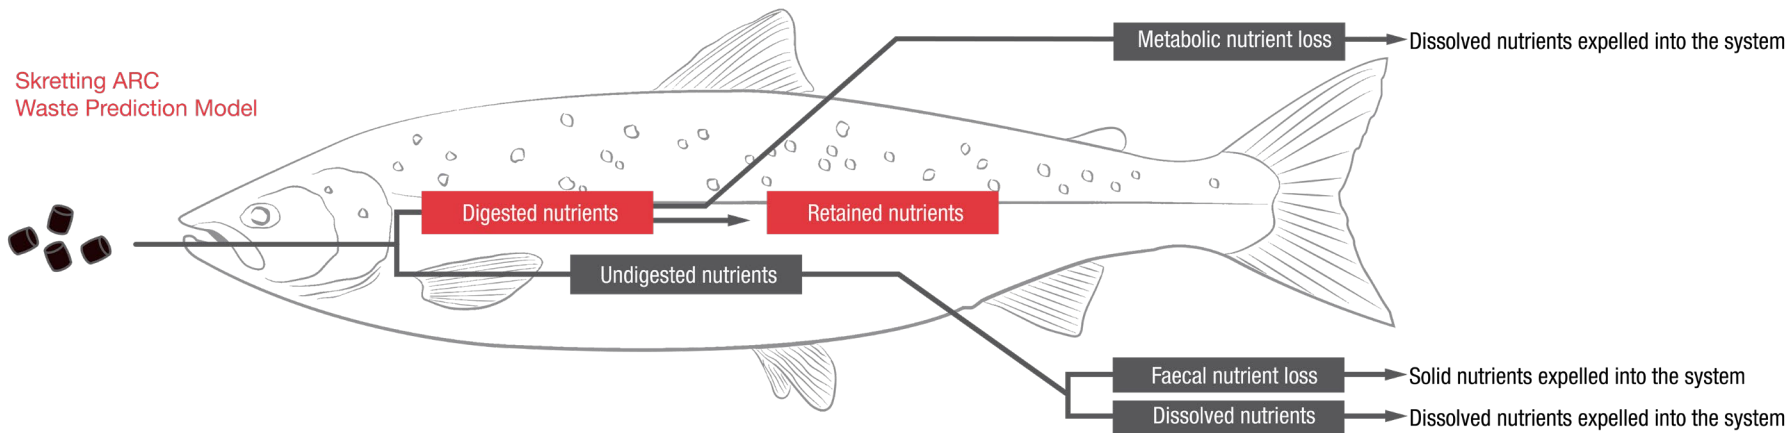 Skretting ARC
Waste Prediction Model
Metabolic nutrient loss
Dissolved nutrients expelled into the system
Digested nutrients
Retained nutrients
Undigested nutrients
Faecal nutrient loss
Solid nutrients expelled into the system
Dissolved nutrients
Dissolved nutrients expelled into the system